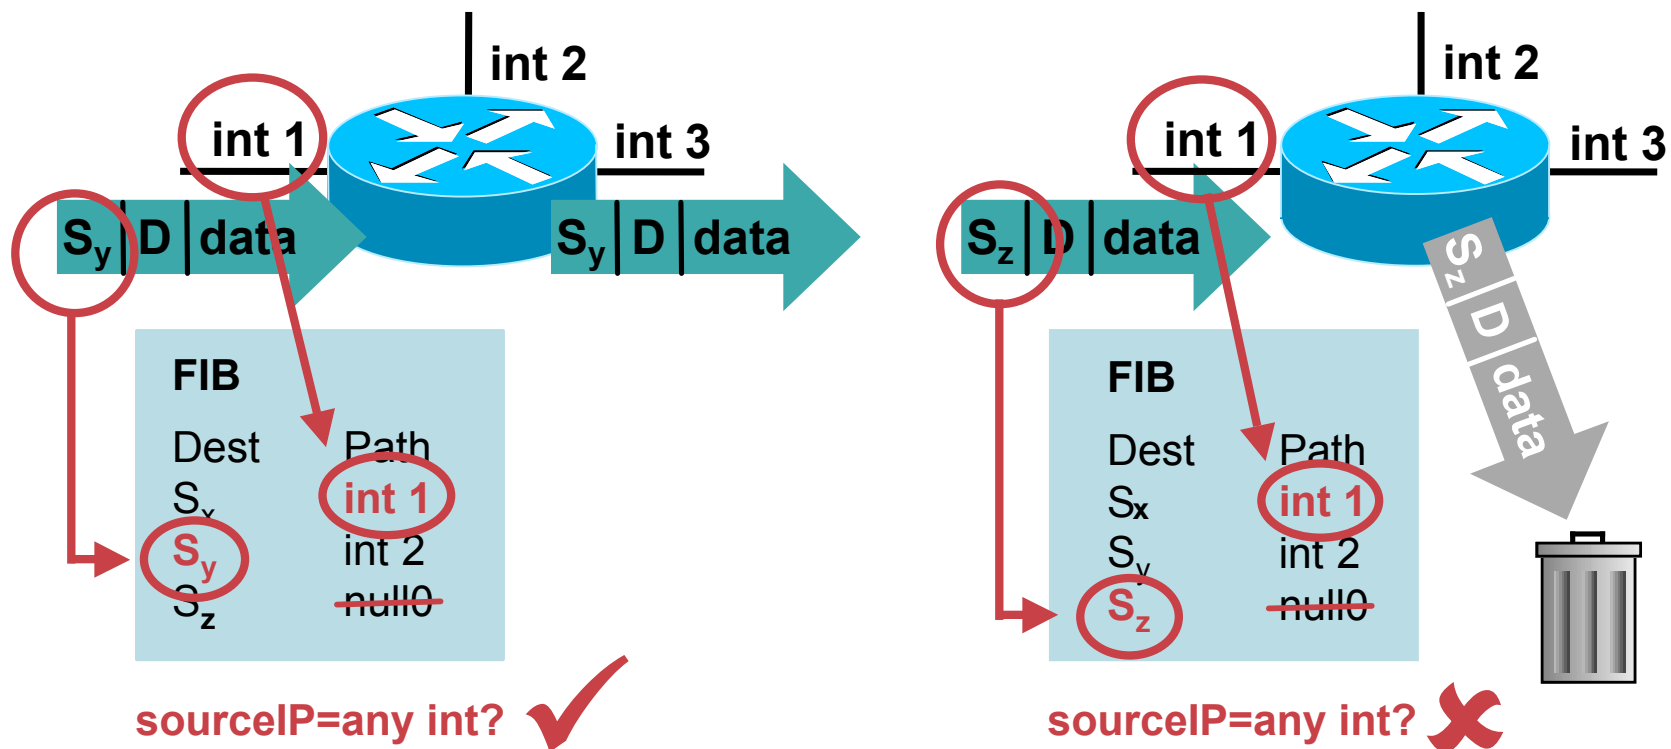 int 2
int 1
int 3
Sy D data
Sy D data
FIB
Dest Path
Sx int 1
Sy int 2
Sz null0
sourceIP=any int?
int 2
int 1
int 3
Sz D data
Sz D data
FIB
Dest Path
Sx int 1
Sy int 2
Sz null0
sourceIP=any int?